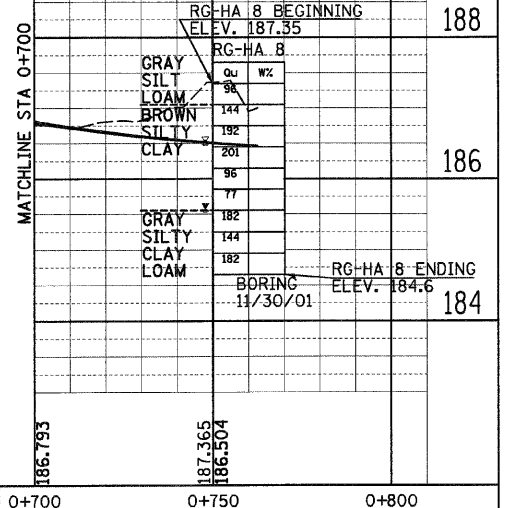 RG-HA 8 BEGINNING
ELEV. 187.35
188
RG-HA 8
GRAY
SILT
LOAM
BROWN
SILTY
CLAY
Qu W%
96
144
192
201
96
77
182
144
182
186
MATCHLINE STA 0+700
GRAY
SILTY
CLAY
LOAM
BORING
11/30/01
RG-HA 8 ENDING
ELEV. 184.6
184
186.793
187.365
186.504
0+700
0+750
0+800